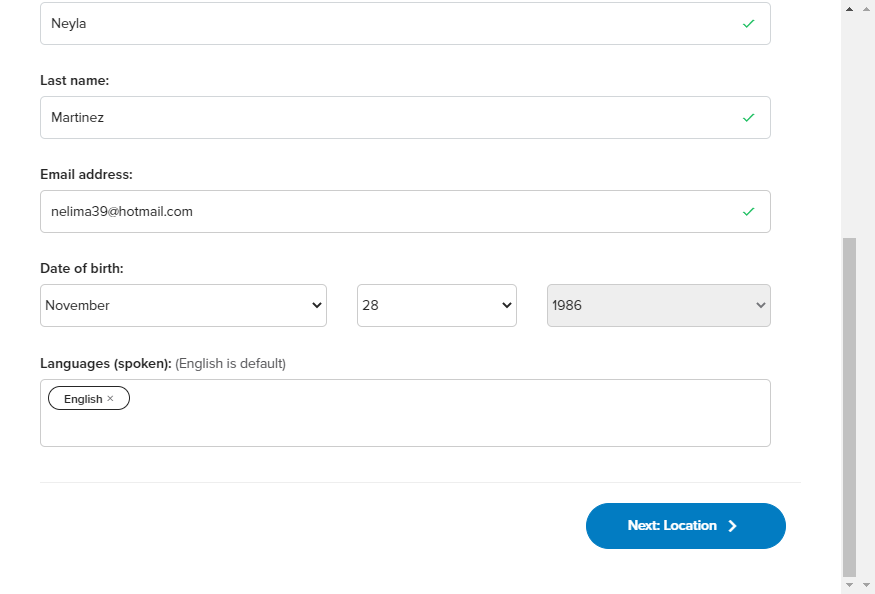 Neyla
Last name:
Martinez
Email address:
nelima39@hotmail.com
Date of birth:
November 28 1986
Languages (spoken): (English is default)
English ×
Next: Location